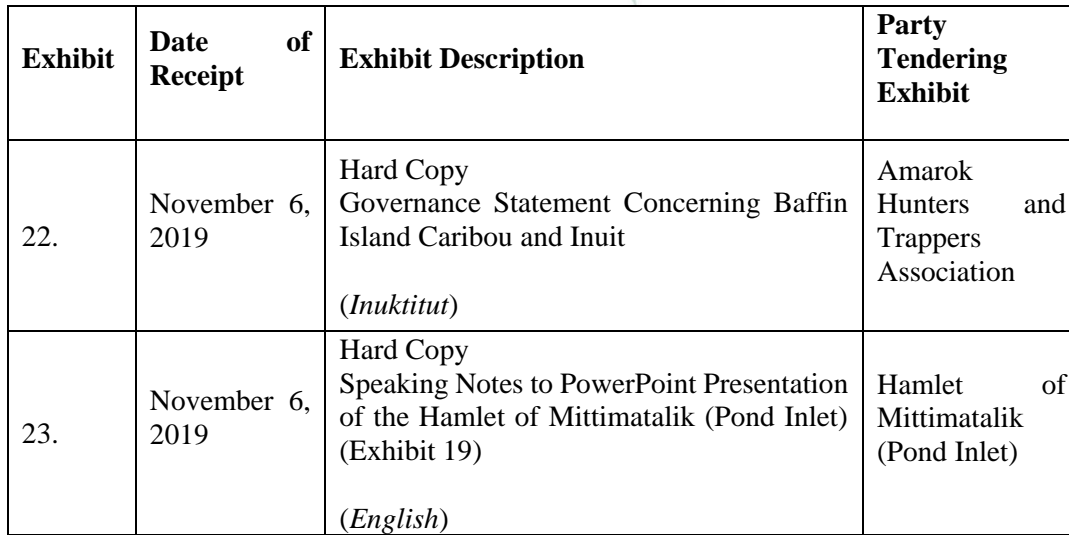 Exhibit
Date of
Receipt
Exhibit Description
Party
Tendering
Exhibit
22.
November 6,
2019
Hard Copy
Governance Statement Concerning Baffin
Island Caribou and Inuit
(Inuktitut)
Amarok
Hunters and
Trappers
Association
23.
November 6,
2019
Hard Copy
Speaking Notes to PowerPoint Presentation
of the Hamlet of Mittimatalik (Pond Inlet)
(Exhibit 19)
(English)
Hamlet of
Mittimatalik
(Pond Inlet)